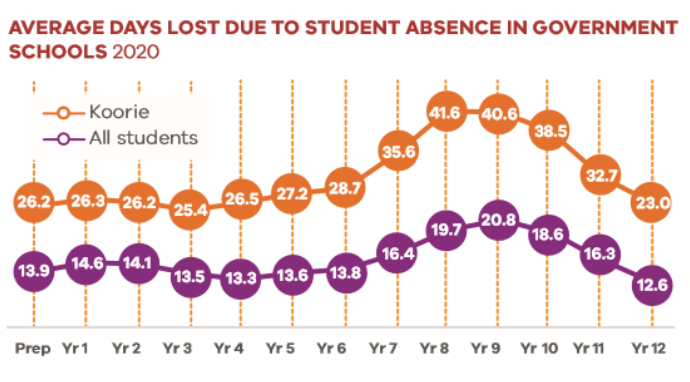 AVERAGE DAYS LOST DUE TO STUDENT ABSENCE IN GOVERNMENT
SCHOOLS 2020
Koorie
All students
26.2 26.3 26.2 25.4 26.5 27.2 28.7 35.6 41.6 40.6 38.5 32.7 23.0
13.9 14.6 14.1 13.5 13.3 13.6 13.8 16.4 19.7 20.8 18.6 16.3 12.6
Prep Yr 1 Yr 2 Yr 3 Yr 4 Yr 5 Yr 6 Yr 7 Yr 8 Yr 9 Yr 10 Yr 11 Yr 12